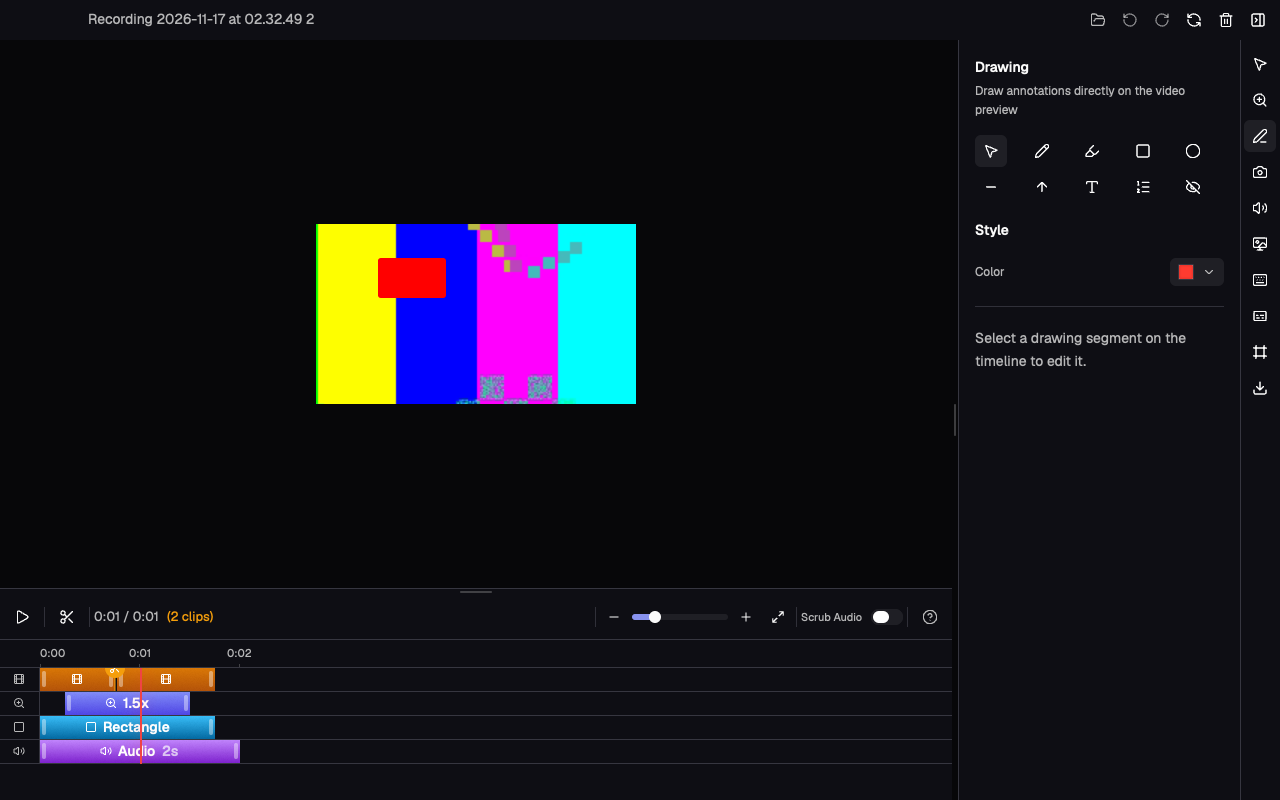 Recording 2026-11-17 at 02.32.49 2
Drawing
Draw annotations directly on the video
preview
Style
Color
Select a drawing segment on the
timeline to edit it.
0:01 / 0:01 (2 clips)
Scrub Audio
0:00 0:01 0:02
1.5x
Rectangle
Audio 2s